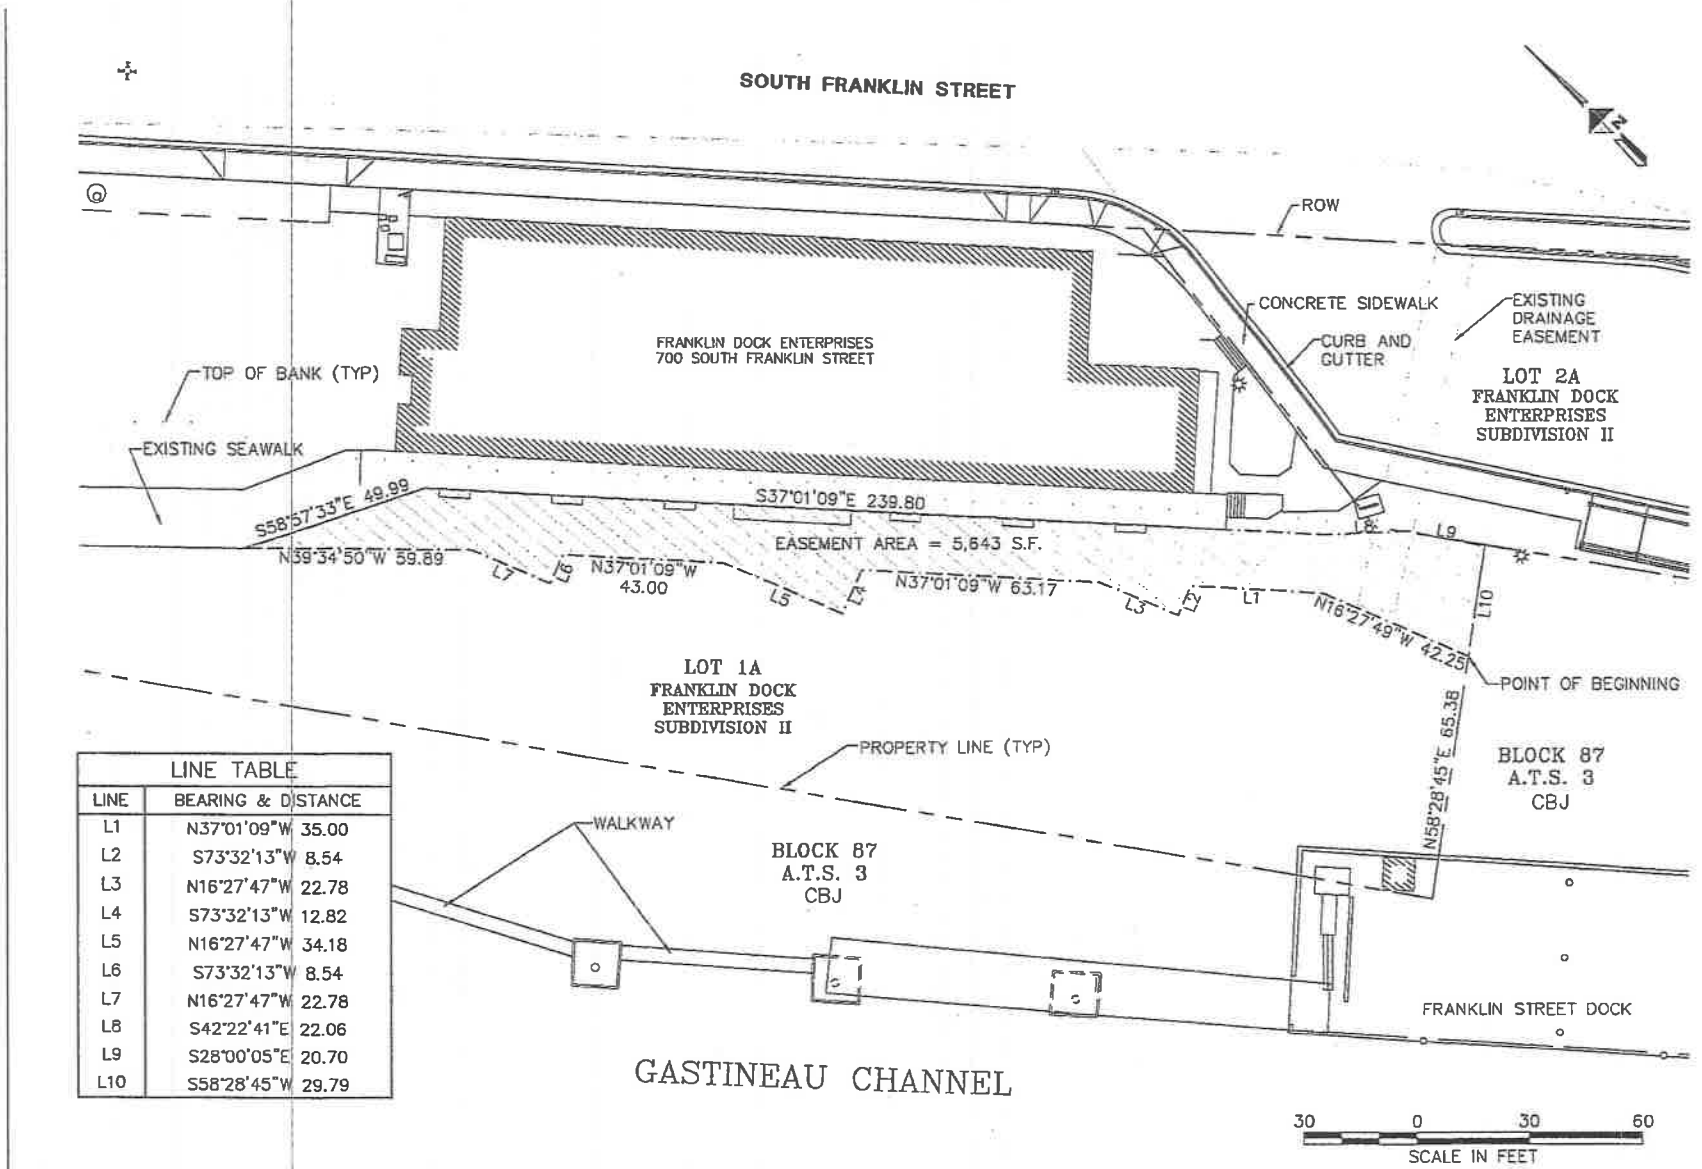 SOUTH FRANKLIN STREET
N
ROW
CONCRETE SIDEWALK
EXISTING
DRAINAGE
EASEMENT
CURB AND
GUTTER
FRANKLIN DOCK ENTERPRISES
700 SOUTH FRANKLIN STREET
LOT 2A
FRANKLIN DOCK
ENTERPRISES
SUBDIVISION II
TOP OF BANK (TYP)
EXISTING SEAWALK
S58°57'33"E 49.99
S37°01'09"E 239.80
L8
L9
EASEMENT AREA = 5,643 S.F.
N39°34'50"W 59.89
L7
L6
N37°01'09"W
43.00
L5
L4
N37°01'09"W 63.17
L3
L2
L1
N16°27'49"W 42.25
L10
POINT OF BEGINNING
LOT 1A
FRANKLIN DOCK
ENTERPRISES
SUBDIVISION II
PROPERTY LINE (TYP)
N58°28'45"E 65.38
BLOCK 87
A.T.S. 3
CBJ
LINE TABLE
LINE BEARING & DISTANCE
L1 N37°01'09"W 35.00
L2 S73°32'13"W 8.54
L3 N16°27'47"W 22.78
L4 S73°32'13"W 12.82
L5 N16°27'47"W 34.18
L6 S73°32'13"W 8.54
L7 N16°27'47"W 22.78
L8 S42°22'41"E 22.06
L9 S28°00'05"E 20.70
L10 S58°28'45"W 29.79
WALKWAY
BLOCK 87
A.T.S. 3
CBJ
FRANKLIN STREET DOCK
GASTINEAU CHANNEL
30 0 30 60
SCALE IN FEET